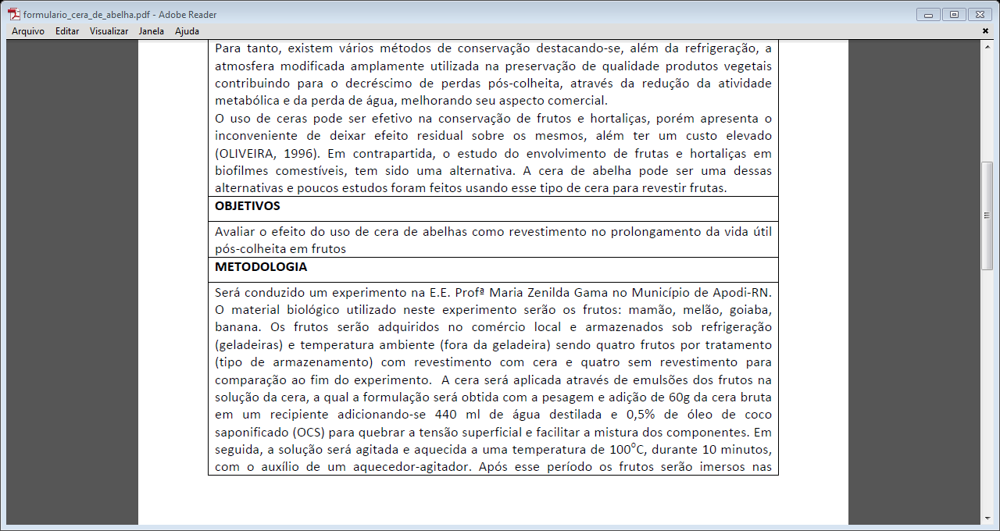 formulario_cera_de_abelha.pdf - Adobe Reader
Arquivo Editar Visualizar Janela Ajuda
Para tanto, existem vários métodos de conservação destacando-se, além da refrigeração, a
atmosfera modificada amplamente utilizada na preservação de qualidade produtos vegetais
contribuindo para o decréscimo de perdas pós-colheita, através da redução da atividade
metabólica e da perda de água, melhorando seu aspecto comercial.
O uso de ceras pode ser efetivo na conservação de frutos e hortaliças, porém apresenta o
inconveniente de deixar efeito residual sobre os mesmos, além ter um custo elevado
(OLIVEIRA, 1996). Em contrapartida, o estudo do envolvimento de frutas e hortaliças em
biofilmes comestíveis, tem sido uma alternativa. A cera de abelha pode ser uma dessas
alternativas e poucos estudos foram feitos usando esse tipo de cera para revestir frutas.
OBJETIVOS
Avaliar o efeito do uso de cera de abelhas como revestimento no prolongamento da vida útil
pós-colheita em frutos
METODOLOGIA
Será conduzido um experimento na E.E. Profª Maria Zenilda Gama no Município de Apodi-RN.
O material biológico utilizado neste experimento serão os frutos: mamão, melão, goiaba,
banana. Os frutos serão adquiridos no comércio local e armazenados sob refrigeração
(geladeiras) e temperatura ambiente (fora da geladeira) sendo quatro frutos por tratamento
(tipo de armazenamento) com revestimento com cera e quatro sem revestimento para
comparação ao fim do experimento.  A cera será aplicada através de emulsões dos frutos na
solução da cera, a qual a formulação será obtida com a pesagem e adição de 60g da cera bruta
em um recipiente adicionando-se 440 ml de água destilada e 0,5% de óleo de coco
saponificado (OCS) para quebrar a tensão superficial e facilitar a mistura dos componentes. Em
seguida, a solução será agitada e aquecida a uma temperatura de 100ºC, durante 10 minutos,
com o auxílio de um aquecedor-agitador. Após esse período os frutos serão imersos nas